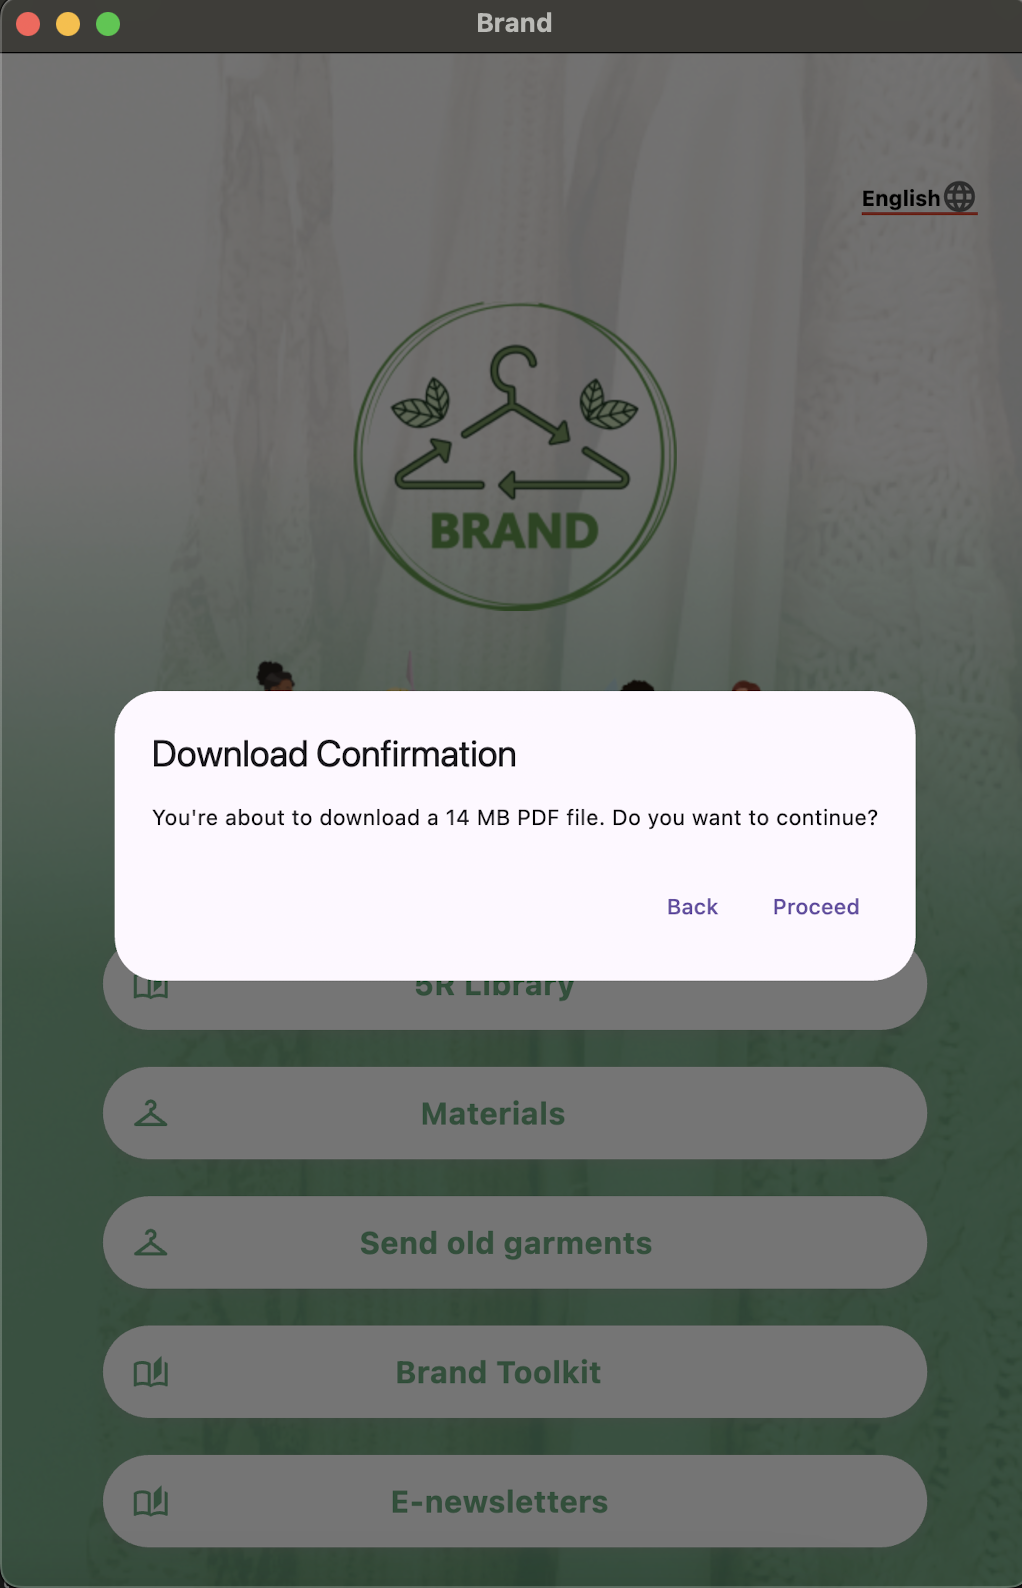 Brand
English
BRAND
Download Confirmation
You're about to download a 14 MB PDF file. Do you want to continue?
Back Proceed
5R Library
Materials
Send old garments
Brand Toolkit
E-newsletters